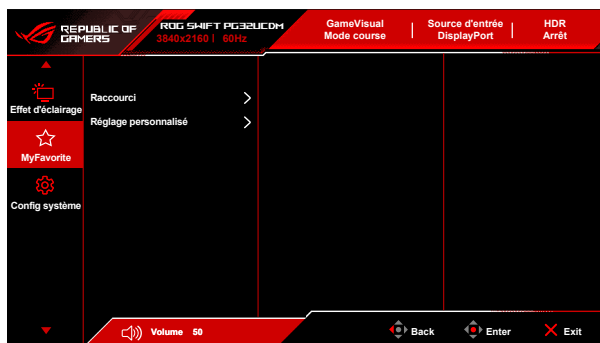 REPUBLIC OF
GAMERS
ROG SWIFT PG32UCDM
3840x2160 | 60Hz
GameVisual
Mode course
Source d'entrée
DisplayPort
HDR
Arrêt
Effet d'éclairage
MyFavorite
Config système
Raccourci
Réglage personnalisé
Volume 50
Back
Enter
Exit